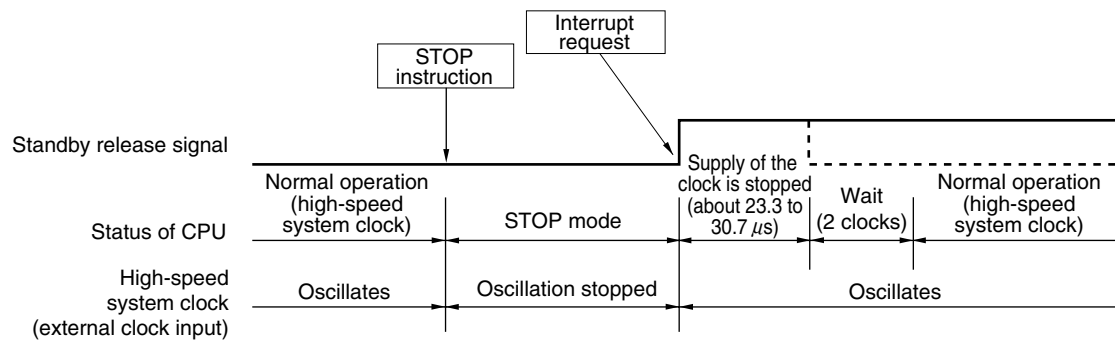 Interrupt
request
STOP
instruction
Standby release signal
Supply of the
clock is stopped
(about 23.3 to
30.7 μs)
Normal operation
(high-speed
system clock)
STOP mode
Wait
(2 clocks)
Normal operation
(high-speed
system clock)
Status of CPU
High-speed
system clock
(external clock input)
Oscillates
Oscillation stopped
Oscillates